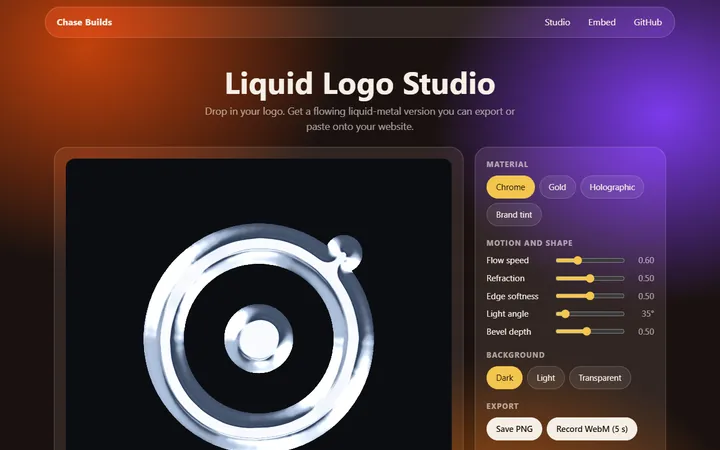 Chase Builds
Studio Embed GitHub
Liquid Logo Studio
Drop in your logo. Get a flowing liquid-metal version you can export or
paste onto your website.
MATERIAL
Chrome Gold Holographic
Brand tint
MOTION AND SHAPE
Flow speed 0.60
Refraction 0.50
Edge softness 0.50
Light angle 35°
Bevel depth 0.50
BACKGROUND
Dark Light Transparent
EXPORT
Save PNG Record WebM (5 s)